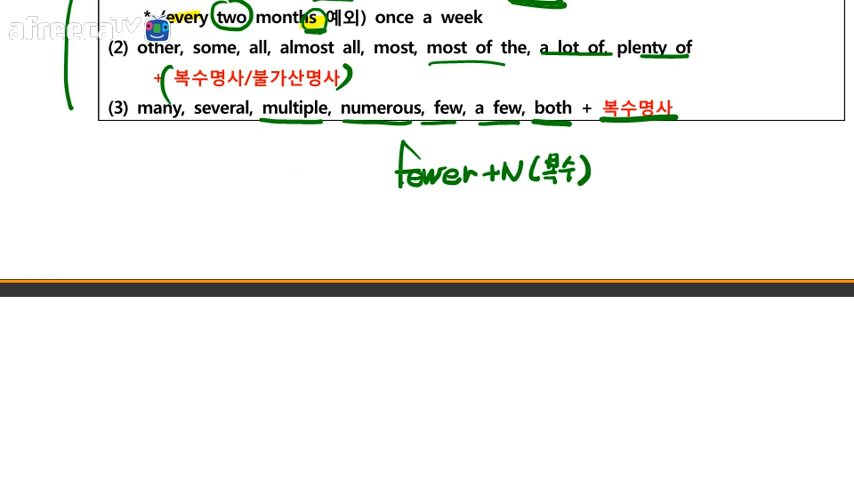 * (every two months 예외) once a week
afreecaTV
(2) other, some, all, almost all, most, most of the, a lot of, plenty of
+ (복수명사/불가산명사)
(3) many, several, multiple, numerous, few, a few, both + 복수명사
fewer + N (복수)